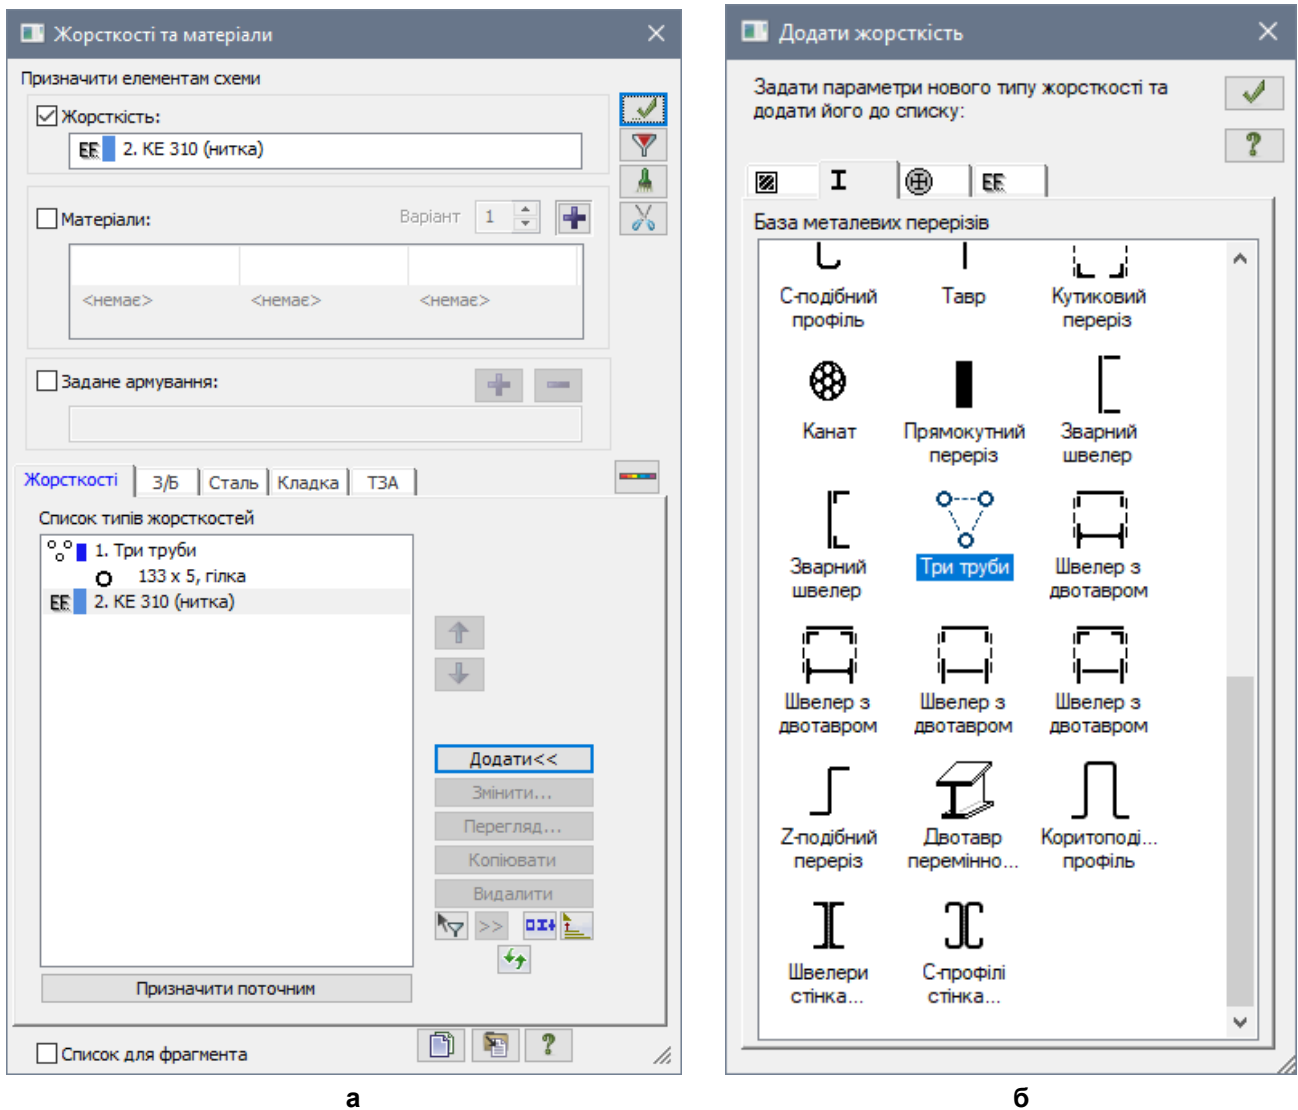 Жорсткості та матеріали
Призначити елементам схеми
Жорсткість:
EE 2. КЕ 310 (нитка)
Матеріали:
Варіант 1
<немає> <немає> <немає>
Задане армування:
Жорсткості З/Б Сталь Кладка ТЗА
Список типів жорсткостей
1. Три труби
133 x 5, гілка
EE 2. КЕ 310 (нитка)
Додати<<
Змінити...
Перегляд...
Копіювати
Видалити
>>
Призначити поточним
Список для фрагмента
?
а
Додати жорсткість
Задати параметри нового типу жорсткості та
додати його до списку:
?
EE
База металевих перерізів
С-подібний
профіль
Тавр
Кутиковий
переріз
Канат
Прямокутний
переріз
Зварний
швелер
Зварний
швелер
Три труби
Швелер з
двотавром
Швелер з
двотавром
Швелер з
двотавром
Швелер з
двотавром
Z-подібний
переріз
Двотавр
перемінно...
Коритоподі...
профіль
Швелери
стінка...
С-профілі
стінка...
б